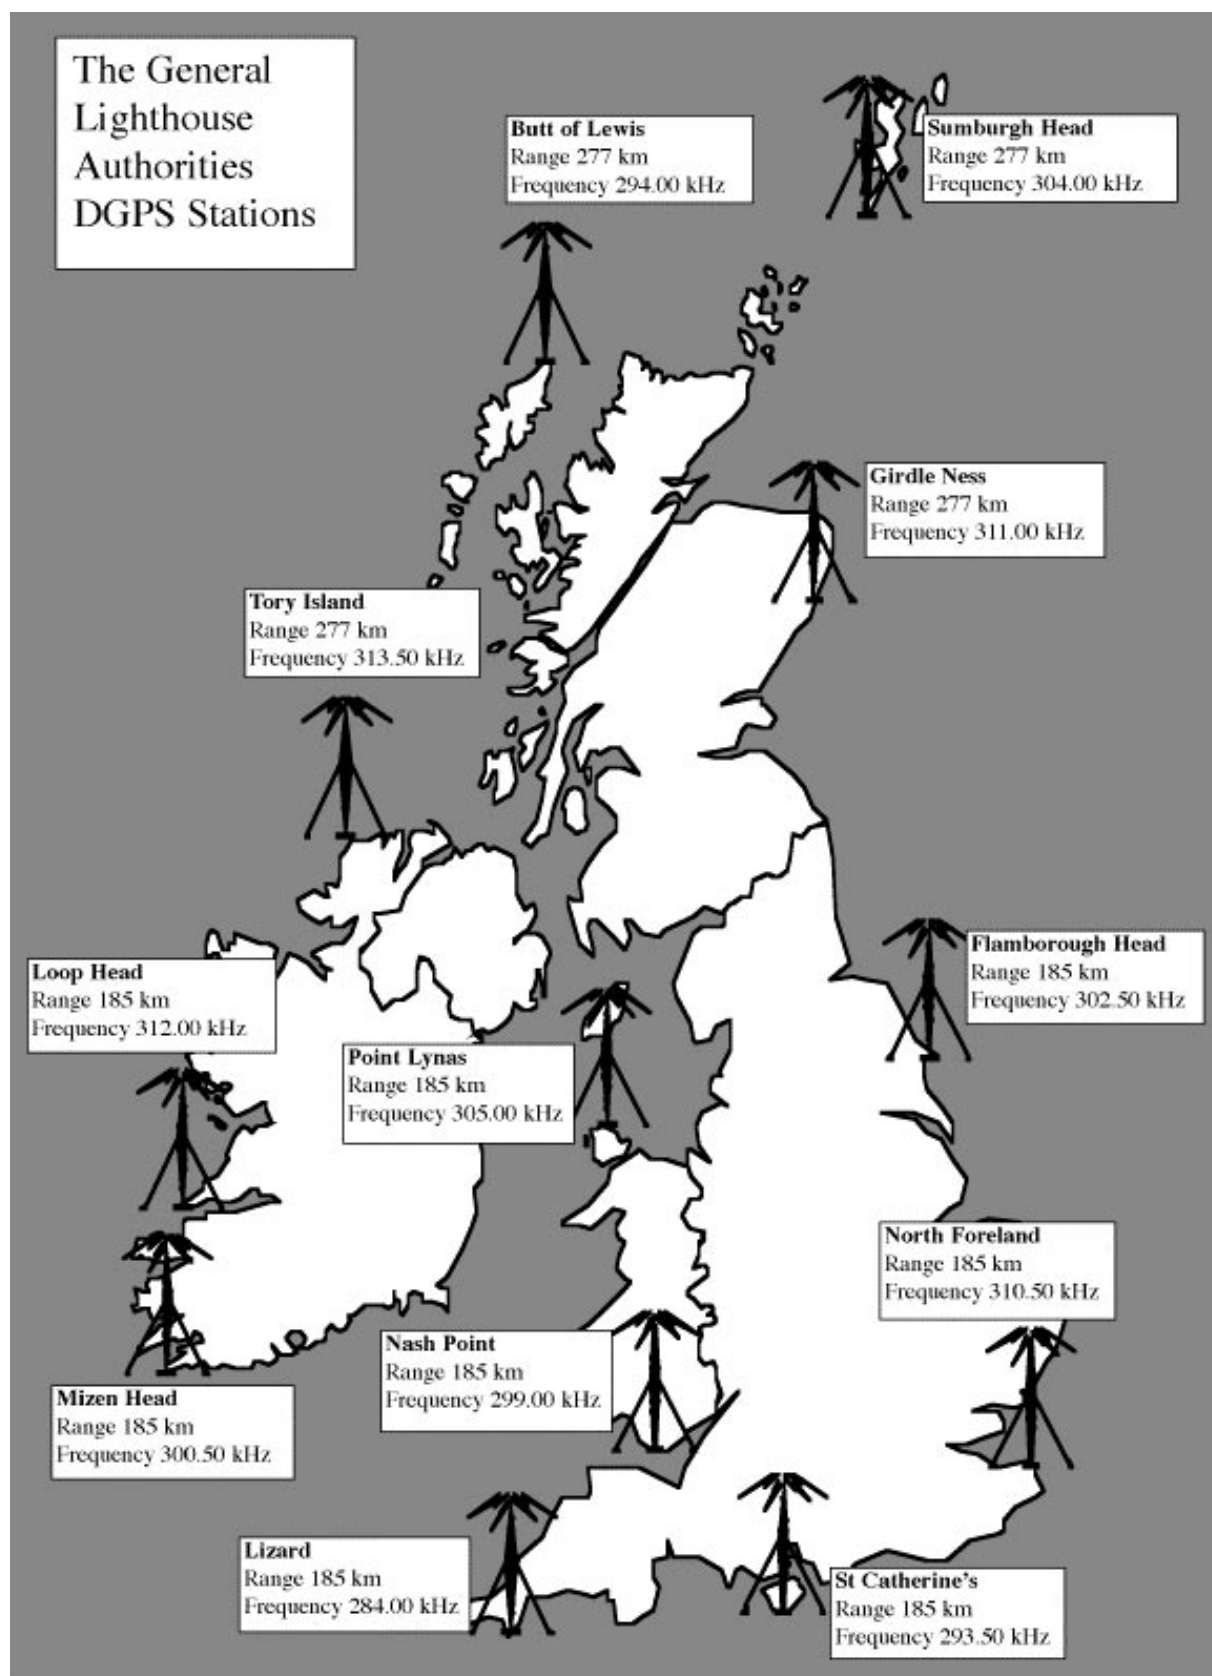 The General
Lighthouse
Authorities
DGPS Stations
Butt of Lewis
Range 277 km
Frequency 294.00 kHz
Sumburgh Head
Range 277 km
Frequency 304.00 kHz
Girdle Ness
Range 277 km
Frequency 311.00 kHz
Tory Island
Range 277 km
Frequency 313.50 kHz
Loop Head
Range 185 km
Frequency 312.00 kHz
Flamborough Head
Range 185 km
Frequency 302.50 kHz
Point Lynas
Range 185 km
Frequency 305.00 kHz
North Foreland
Range 185 km
Frequency 310.50 kHz
Nash Point
Range 185 km
Frequency 299.00 kHz
Mizen Head
Range 185 km
Frequency 300.50 kHz
Lizard
Range 185 km
Frequency 284.00 kHz
St Catherine's
Range 185 km
Frequency 293.50 kHz